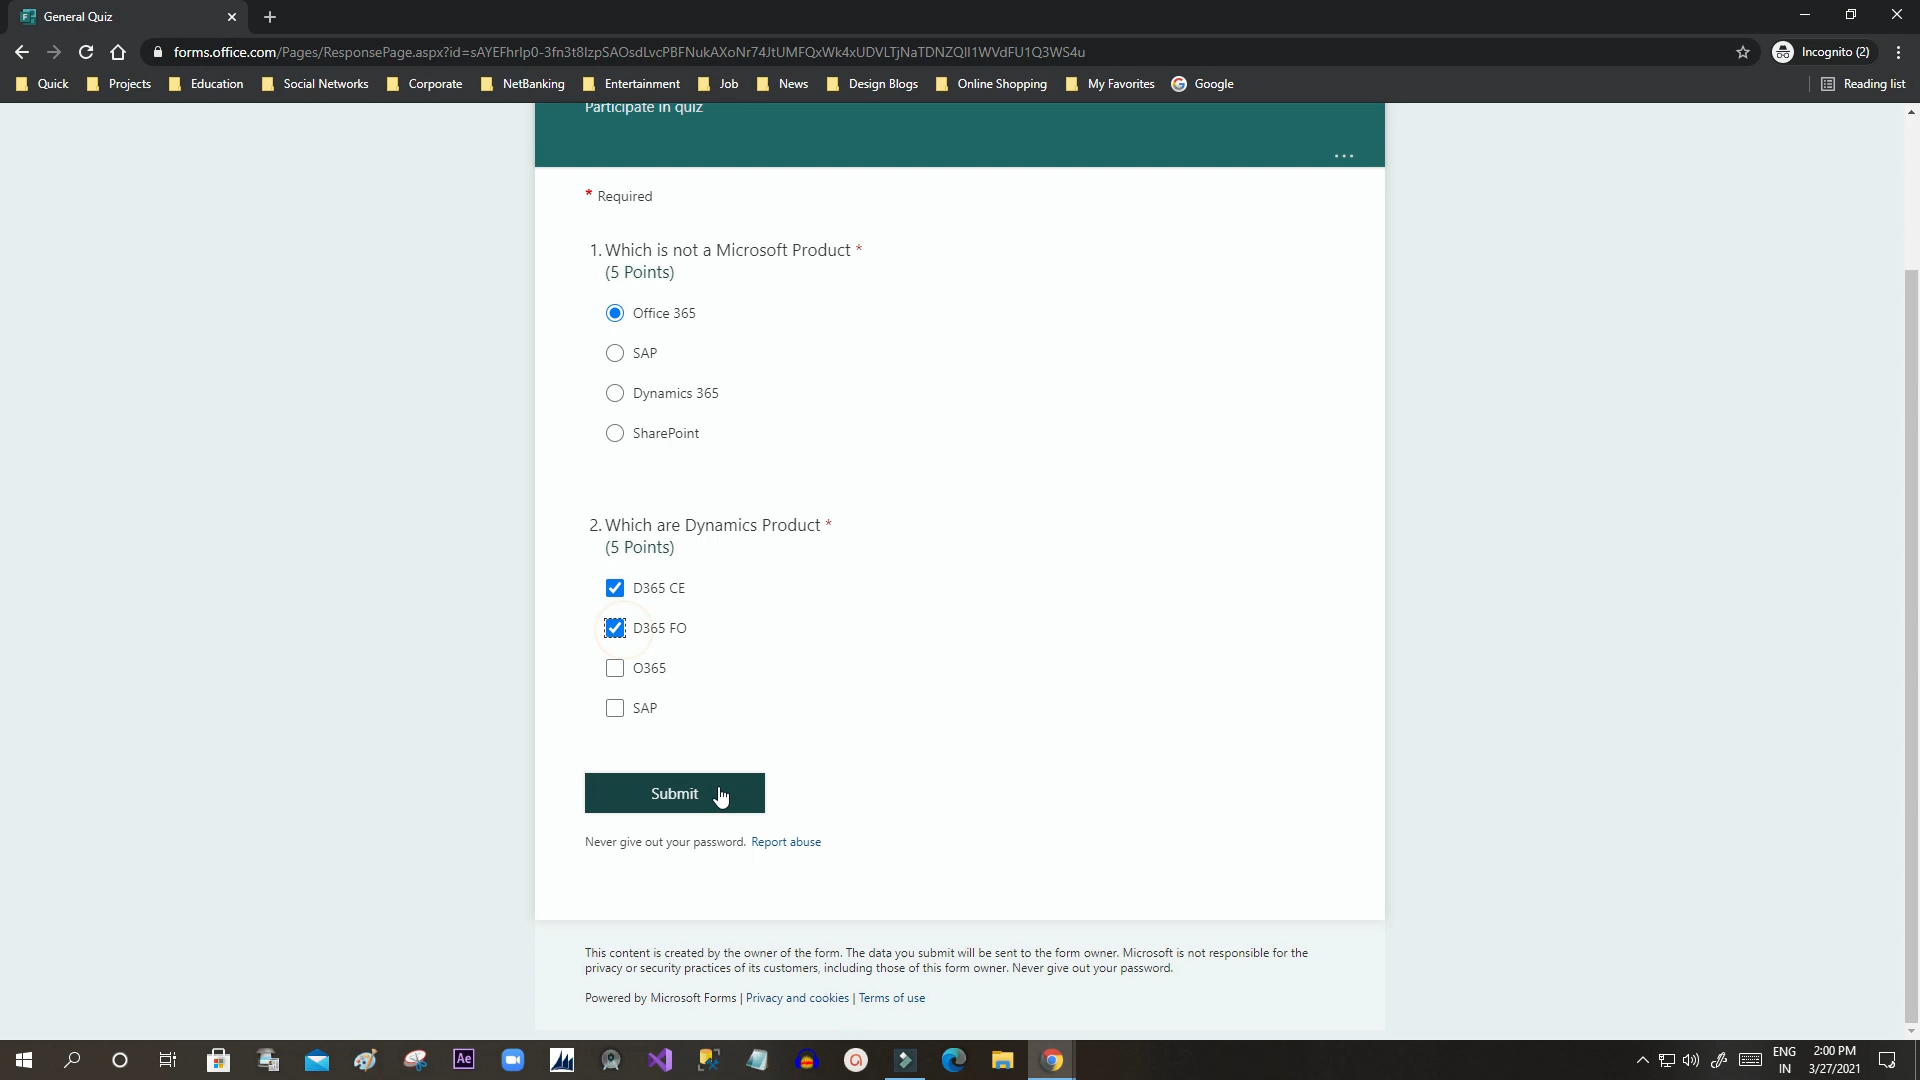 General Quiz
forms.office.com/Pages/ResponsePage.aspx?id=sAYEFhrIp0-3fn3t8IzpSAOsdLvcPBFNukAXoNr74JtUMFQxWk4xUDVLTjNaTDNZQlI1WVdFU1Q3WS4u
Incognito (2)
Quick Projects Education Social Networks Corporate NetBanking Entertainment Job News Design Blogs Online Shopping My Favorites Google Reading list
Participate in quiz
...
* Required
1. Which is not a Microsoft Product *
(5 Points)
Office 365
SAP
Dynamics 365
SharePoint
2. Which are Dynamics Product *
(5 Points)
D365 CE
D365 FO
O365
SAP
Submit
Never give out your password. Report abuse
This content is created by the owner of the form. The data you submit will be sent to the form owner. Microsoft is not responsible for the
privacy or security practices of its customers, including those of this form owner. Never give out your password.
Powered by Microsoft Forms | Privacy and cookies | Terms of use
Ae
ENG
IN
2:00 PM
3/27/2021